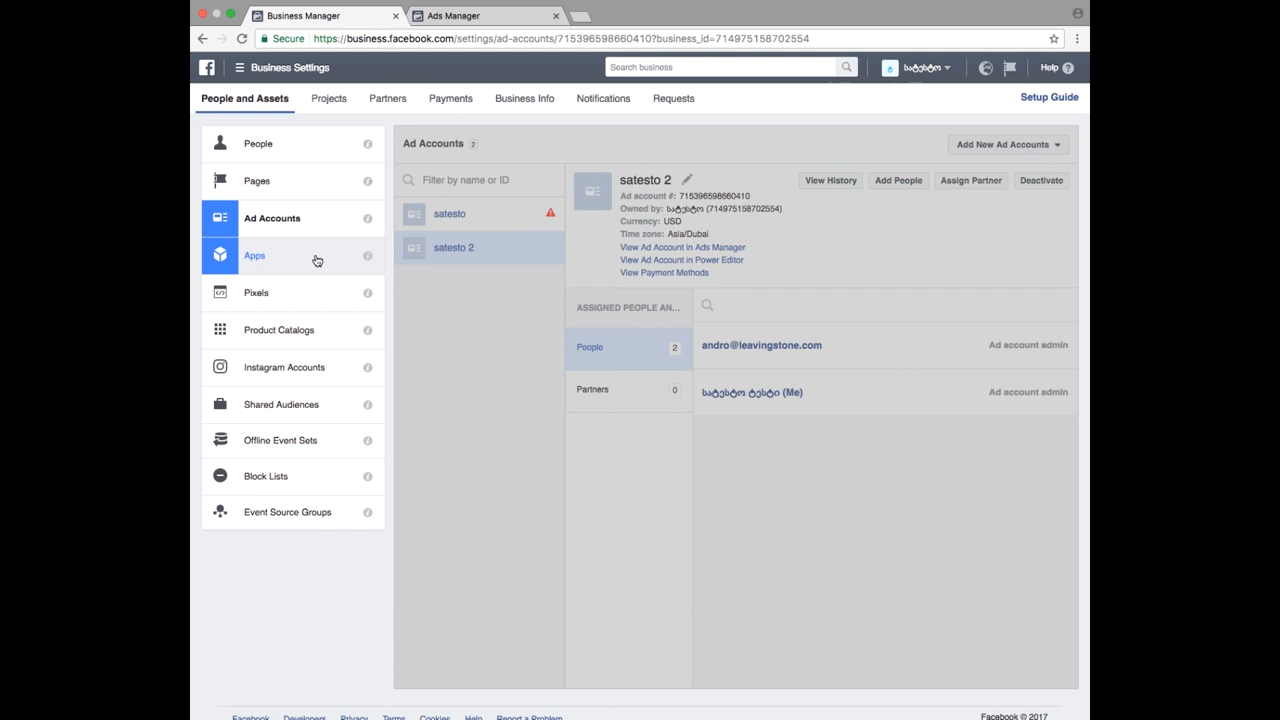 Business Manager
Ads Manager
Secure https://business.facebook.com/settings/ad-accounts/715396598660410?business_id=714975158702554
Business Settings
Search business
სატესტო
Help
People and Assets
Projects
Partners
Payments
Business Info
Notifications
Requests
Setup Guide
People
Pages
Ad Accounts
Apps
Pixels
Product Catalogs
Instagram Accounts
Shared Audiences
Offline Event Sets
Block Lists
Event Source Groups
Ad Accounts 2
Add New Ad Accounts
Filter by name or ID
satesto
satesto 2
satesto 2
View History
Add People
Assign Partner
Deactivate
Ad account #: 715396598660410
Owned by: სატესტო (714975158702554)
Currency: USD
Time zone: Asia/Dubai
View Ad Account in Ads Manager
View Ad Account in Power Editor
View Payment Methods
ASSIGNED PEOPLE AN...
People 2
Partners 0
andro@leavingstone.com Ad account admin
სატესტო ტესტი (Me) Ad account admin
Facebook Developers Privacy Terms Cookies Help Report a Problem
Facebook © 2017